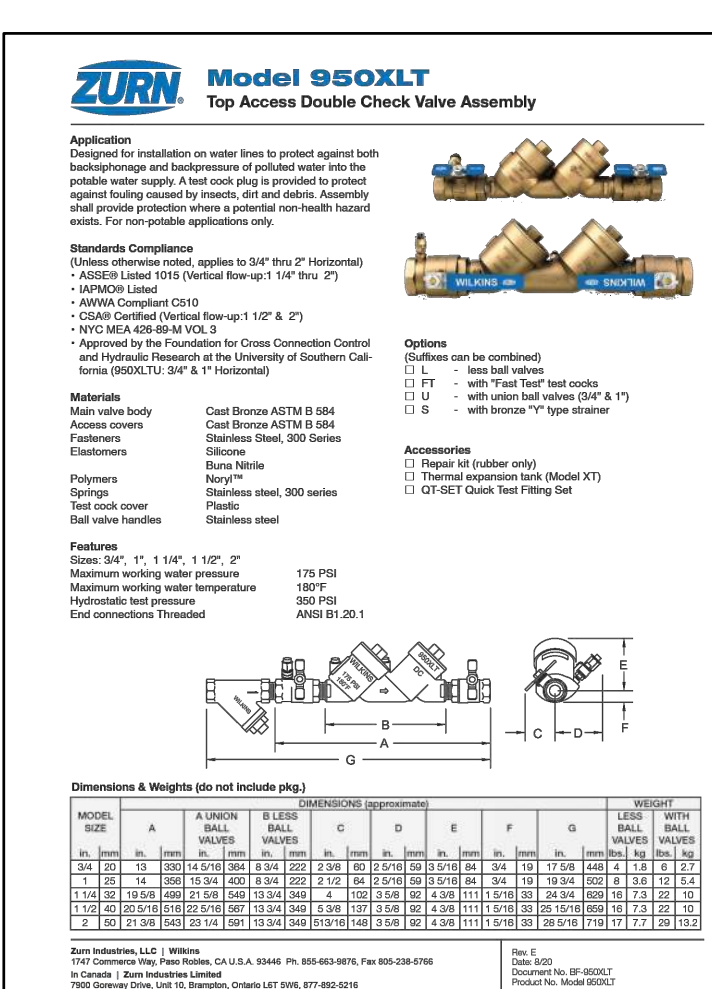 ZURN®
Model 950XLT
Top Access Double Check Valve Assembly
Application
Designed for installation on water lines to protect against both
backsiphonage and backpressure of polluted water into the
potable water supply. A test cock plug is provided to protect
against fouling caused by insects, dirt and debris. Assembly
shall provide protection where a potential non-health hazard
exists. For non-potable applications only.
Standards Compliance
(Unless otherwise noted, applies to 3/4" thru 2" Horizontal)
• ASSE® Listed 1015 (Vertical flow-up:1 1/4" thru 2")
• IAPMO® Listed
• AWWA Compliant C510
• CSA® Certified (Vertical flow-up:1 1/2" & 2")
• NYC MEA 426-89-M VOL 3
• Approved by the Foundation for Cross Connection Control
and Hydraulic Research at the University of Southern Cali-
fornia (950XLTU: 3/4" & 1" Horizontal)
Materials
Main valve body Cast Bronze ASTM B 584
Access covers Cast Bronze ASTM B 584
Fasteners Stainless Steel, 300 Series
Elastomers Silicone
Buna Nitrile
Polymers Noryl™
Springs Stainless steel, 300 series
Test cock cover Plastic
Ball valve handles Stainless steel
Features
Sizes: 3/4", 1", 1 1/4", 1 1/2", 2"
Maximum working water pressure 175 PSI
Maximum working water temperature 180°F
Hydrostatic test pressure 350 PSI
End connections Threaded ANSI B1.20.1
WILKINS
WILKINS
Options
(Suffixes can be combined)
☐ L - less ball valves
☐ FT - with "Fast Test" test cocks
☐ U - with union ball valves (3/4" & 1")
☐ S - with bronze "Y" type strainer
Accessories
☐ Repair kit (rubber only)
☐ Thermal expansion tank (Model XT)
☐ QT-SET Quick Test Fitting Set
WILKINS
WILKINS
175 PSI
180°F
950XLT
DC
B
A
G
C
D
E
F
Dimensions & Weights (do not include pkg.)
DIMENSIONS (approximate) WEIGHT
MODEL SIZE A A UNION BALL VALVES B LESS BALL VALVES C D E F G LESS BALL VALVES WITH BALL VALVES
in. mm in. mm in. mm in. mm in. mm in. mm in. mm in. mm in. mm lbs. kg lbs. kg
3/4 20 13 330 14 5/16 364 8 3/4 222 2 3/8 60 2 5/16 59 3 5/16 84 3/4 19 17 5/8 448 4 1.8 6 2.7
1 25 14 356 15 3/4 400 8 3/4 222 2 1/2 64 2 5/16 59 3 5/16 84 3/4 19 19 3/4 502 8 3.6 12 5.4
1 1/4 32 19 5/8 499 21 5/8 549 13 3/4 349 4 102 3 5/8 92 4 3/8 111 1 5/16 33 24 3/4 629 16 7.3 22 10
1 1/2 40 20 5/16 516 22 5/16 567 13 3/4 349 5 3/8 137 3 5/8 92 4 3/8 111 1 5/16 33 25 15/16 659 16 7.3 22 10
2 50 21 3/8 543 23 1/4 591 13 3/4 349 513/16 148 3 5/8 92 4 3/8 111 1 5/16 33 28 5/16 719 17 7.7 29 13.2
Zurn Industries, LLC | Wilkins
1747 Commerce Way, Paso Robles, CA U.S.A. 93446 Ph. 855-663-9876, Fax 805-238-5766
In Canada | Zurn Industries Limited
7900 Goreway Drive, Unit 10, Brampton, Ontario L6T 5W6, 877-892-5216
Rev. E
Date: 8/20
Document No. BF-950XLT
Product No. Model 950XLT